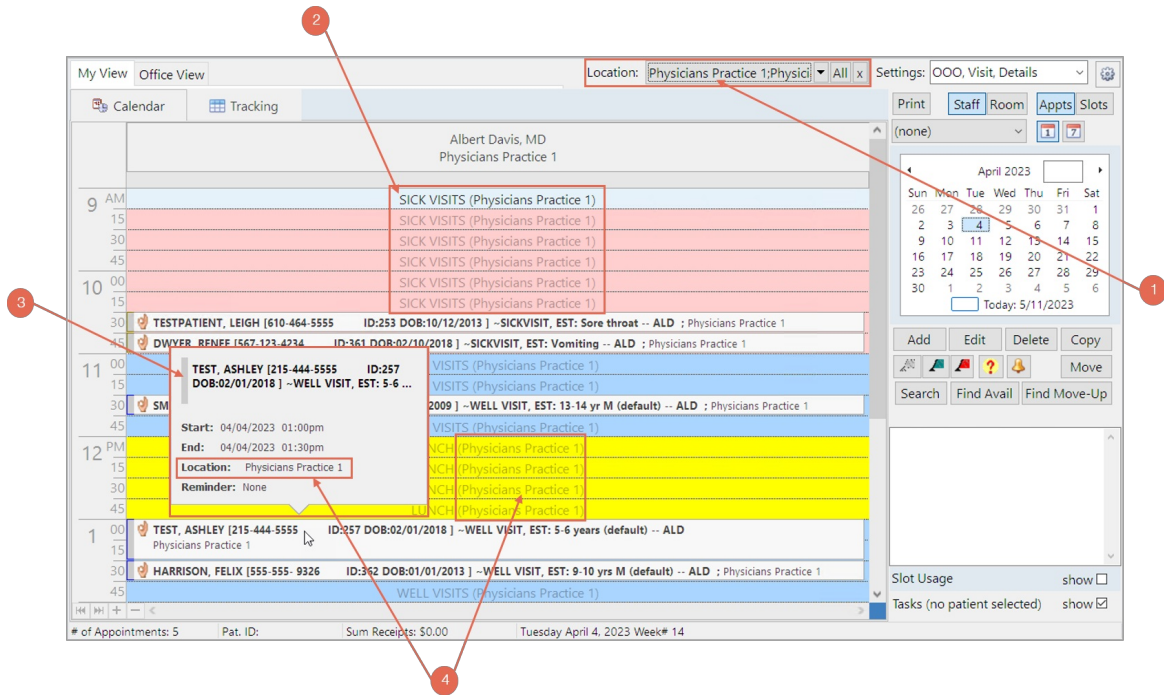 2
My View Office View
Location: Physicians Practice 1;Physici All x
Settings: OOO, Visit, Details
Calendar Tracking
Print Staff Room Appts Slots
(none) 1 7
Albert Davis, MD
Physicians Practice 1
April 2023
Sun Mon Tue Wed Thu Fri Sat
26 27 28 29 30 31 1
2 3 4 5 6 7 8
9 10 11 12 13 14 15
16 17 18 19 20 21 22
23 24 25 26 27 28 29
30 1 2 3 4 5 6
Today: 5/11/2023
1
9 AM SICK VISITS (Physicians Practice 1)
15 SICK VISITS (Physicians Practice 1)
30 SICK VISITS (Physicians Practice 1)
45 SICK VISITS (Physicians Practice 1)
10 00 SICK VISITS (Physicians Practice 1)
15 SICK VISITS (Physicians Practice 1)
3
30 TESTPATIENT, LEIGH [610-464-5555 ID:253 DOB:10/12/2013 ] ~SICKVISIT, EST: Sore throat -- ALD ; Physicians Practice 1
45 DWYER, RENEE [567-123-4234 ID:361 DOB:02/10/2018 ] ~SICKVISIT, EST: Vomiting -- ALD ; Physicians Practice 1
11 00 VISITS (Physicians Practice 1)
15 VISITS (Physicians Practice 1)
30 SM 2009 ] ~WELL VISIT, EST: 13-14 yr M (default) -- ALD ; Physicians Practice 1
45 VISITS (Physicians Practice 1)
12 PM NCH (Physicians Practice 1)
15 NCH (Physicians Practice 1)
30 NCH (Physicians Practice 1)
45 LUNCH (Physicians Practice 1)
TEST, ASHLEY [215-444-5555 ID:257
DOB:02/01/2018 ] ~WELL VISIT, EST: 5-6 ...
Start: 04/04/2023 01:00pm
End: 04/04/2023 01:30pm
Location: Physicians Practice 1
Reminder: None
1 00 TEST, ASHLEY [215-444-5555 ID:257 DOB:02/01/2018 ] ~WELL VISIT, EST: 5-6 years (default) -- ALD
15 Physicians Practice 1
30 HARRISON, FELIX [555-555- 9326 ID:362 DOB:01/01/2013 ] ~WELL VISIT, EST: 9-10 yrs M (default) -- ALD ; Physicians Practice 1
45 WELL VISITS (Physicians Practice 1)
Add Edit Delete Copy
? Move
Search Find Avail Find Move-Up
Slot Usage show
Tasks (no patient selected) show
# of Appointments: 5 Pat. ID: Sum Receipts: $0.00 Tuesday April 4, 2023 Week# 14
4